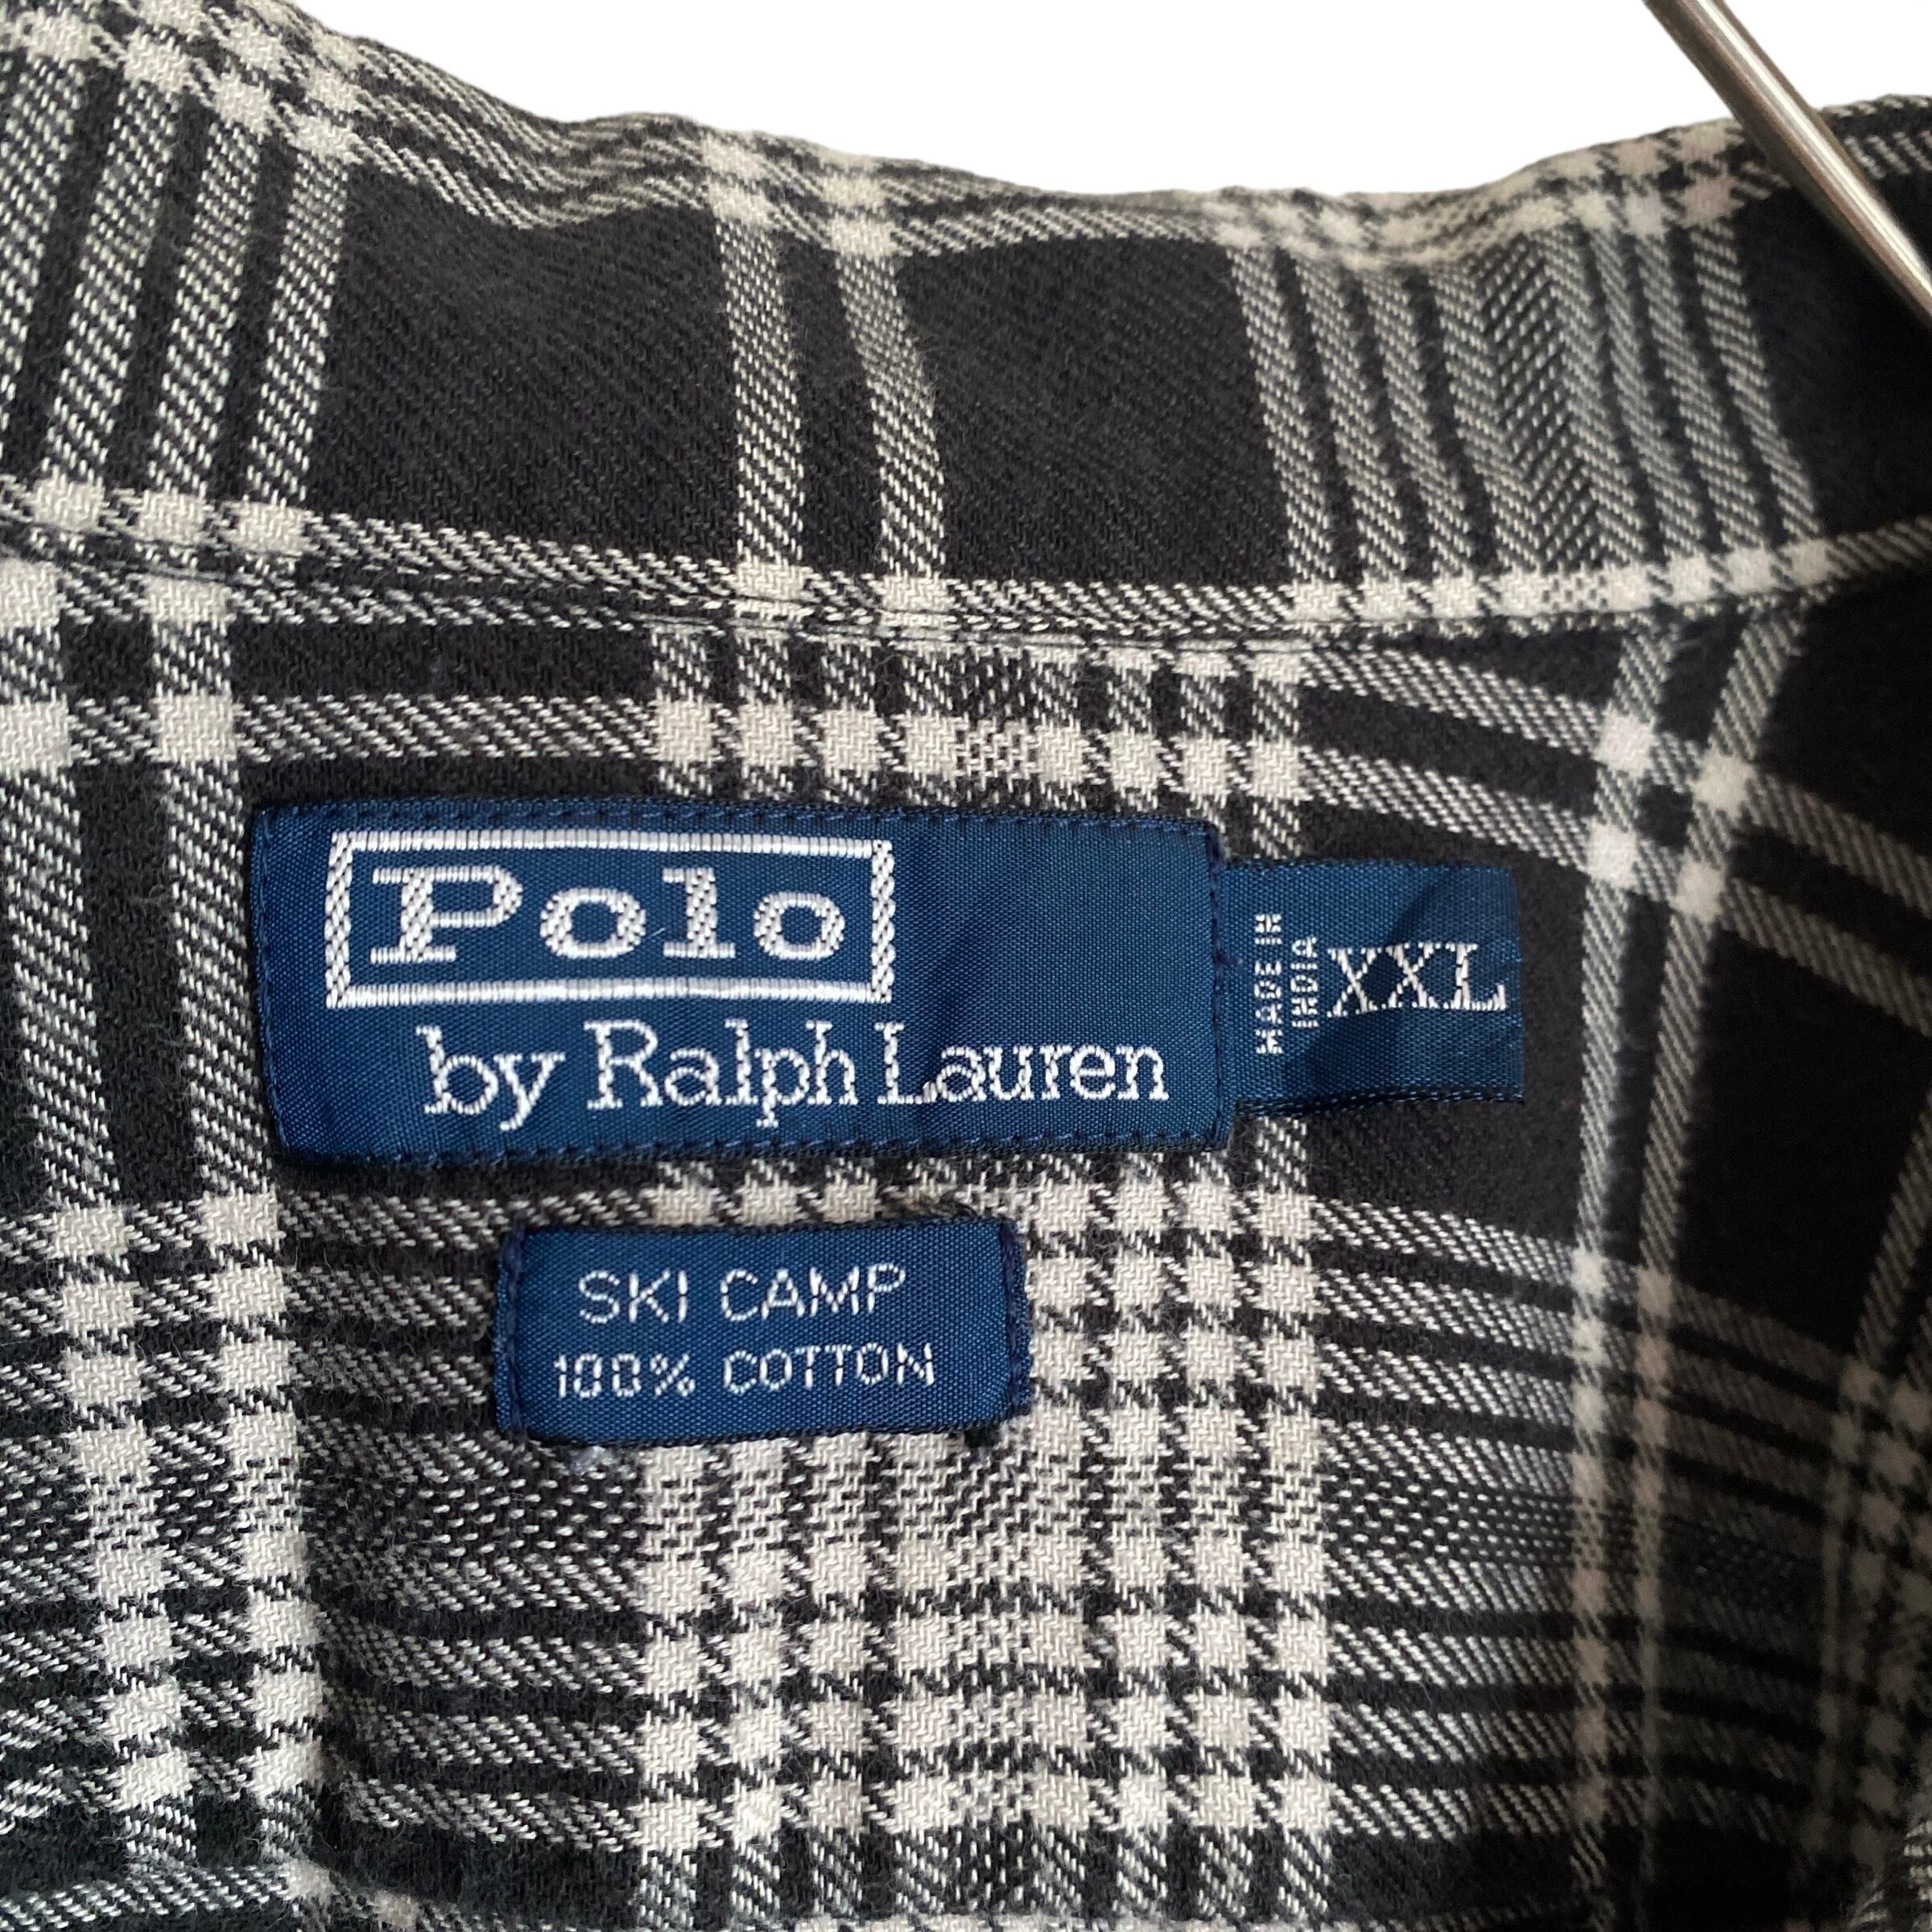 Polo
by Ralph Lauren
MADE IN
INDIA
XXL
SKI CAMP
100% COTTON